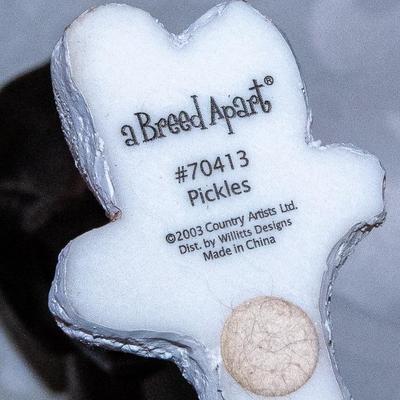 a Breed Apart®
#70413
Pickles
©2003 Country Artists Ltd.
Dist. by Willitts Designs
Made in China